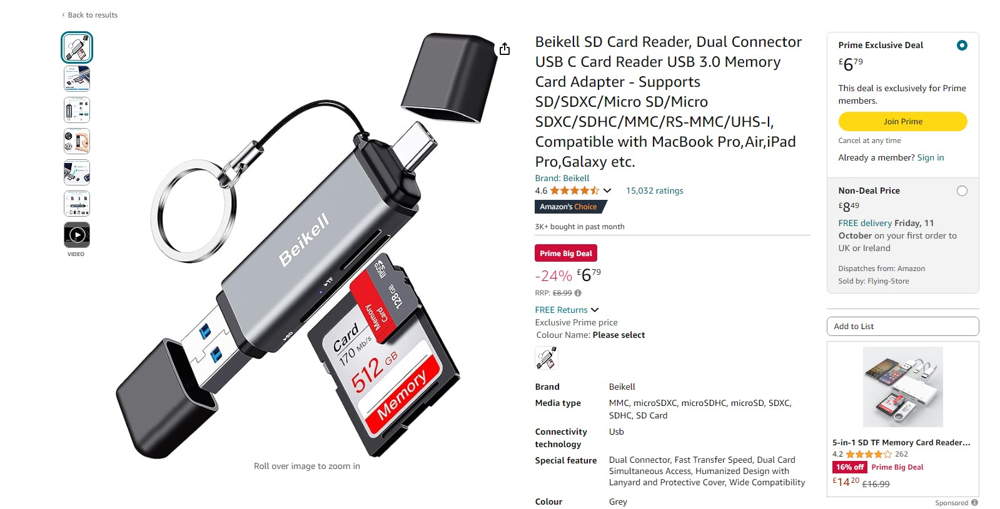 ‹ Back to results
VIDEO
Beikell
SD
TF
micro
128 GB
Memory
Card
Card
170 Mb/s
512 GB
Memory
Roll over image to zoom in
Beikell SD Card Reader, Dual Connector
USB C Card Reader USB 3.0 Memory
Card Adapter - Supports
SD/SDXC/Micro SD/Micro
SDXC/SDHC/MMC/RS-MMC/UHS-I,
Compatible with MacBook Pro,Air,iPad
Pro,Galaxy etc.
Brand: Beikell
4.6
15,032 ratings
Amazon's Choice
3K+ bought in past month
Prime Big Deal
-24% £6⁷⁹
RRP: £8.99
FREE Returns
Exclusive Prime price
Colour Name: Please select
Brand Beikell
Media type MMC, microSDXC, microSDHC, microSD, SDXC,
SDHC, SD Card
Connectivity Usb
technology
Special feature Dual Connector, Fast Transfer Speed, Dual Card
Simultaneous Access, Humanized Design with
Lanyard and Protective Cover, Wide Compatibility
Colour Grey
Prime Exclusive Deal
£6⁷⁹
This deal is exclusively for Prime
members.
Join Prime
Cancel at any time
Already a member? Sign in
Non-Deal Price
£8⁴⁹
FREE delivery Friday, 11
October on your first order to
UK or Ireland
Dispatches from: Amazon
Sold by: Flying-Store
Add to List
5-in-1 SD TF Memory Card Reader...
4.2 262
16% off Prime Big Deal
£14²⁰ £16.99
Sponsored